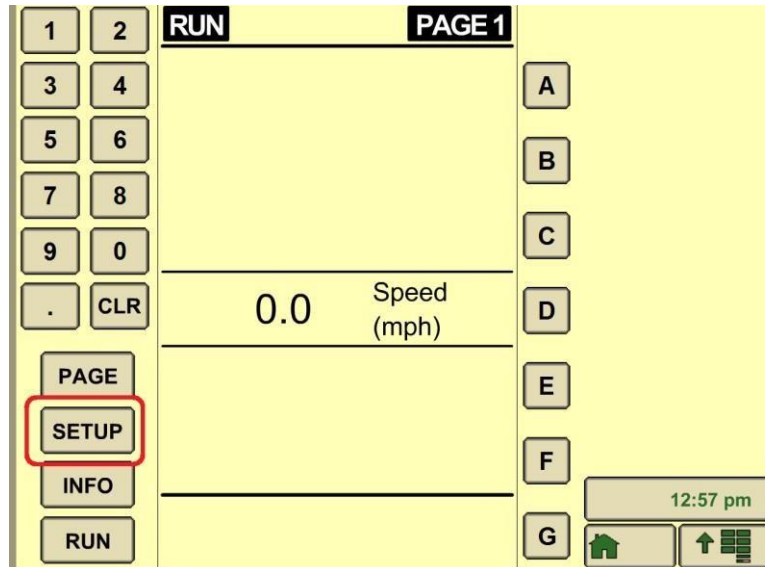 1 2
3 4
5 6
7 8
9 0
. CLR
PAGE
SETUP
INFO
RUN
RUN PAGE 1
0.0 Speed
(mph)
A
B
C
D
E
F
G
12:57 pm